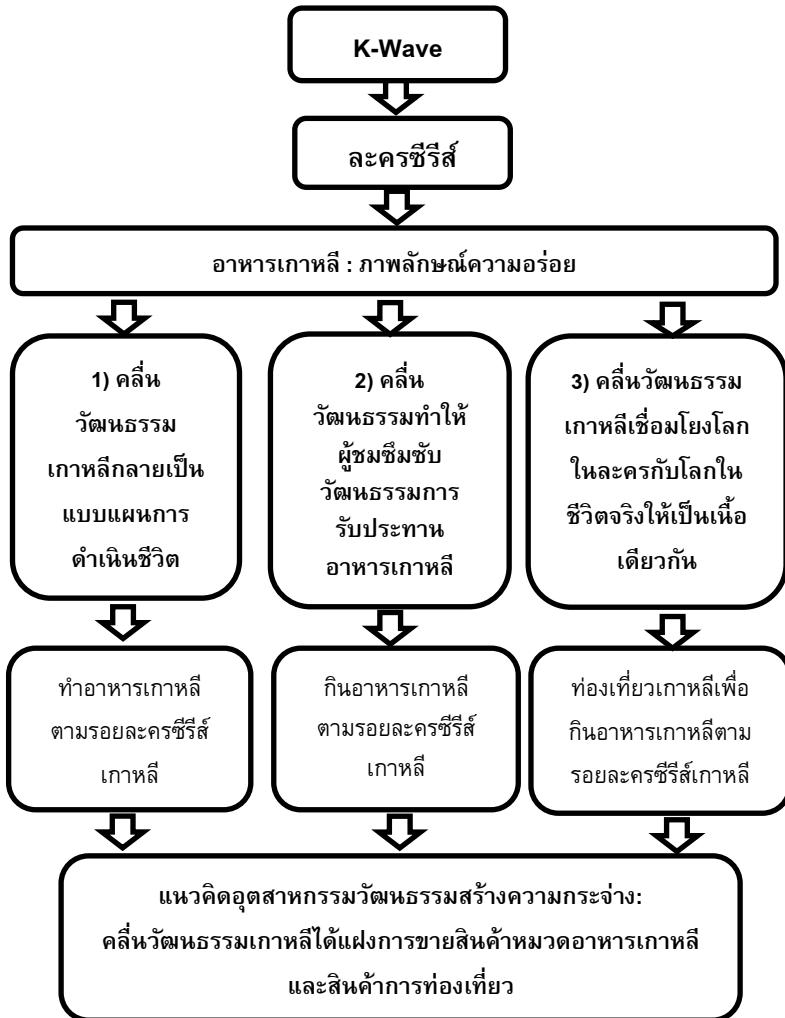 K-Wave
ละครซีรีส์
อาหารเกาหลี : ภาพลักษณ์ความอร่อย
1) คลื่น
วัฒนธรรม
เกาหลีกลายเป็น
แบบแผนการ
ดำเนินชีวิต
2) คลื่น
วัฒนธรรมทำให้
ผู้ชมซึมซับ
วัฒนธรรมการ
รับประทาน
อาหารเกาหลี
3) คลื่นวัฒนธรรม
เกาหลีเชื่อมโยงโลก
ในละครกับโลกใน
ชีวิตจริงให้เป็นเนื้อ
เดียวกัน
ทำอาหารเกาหลี
ตามรอยละครซีรีส์
เกาหลี
กินอาหารเกาหลี
ตามรอยละครซีรีส์
เกาหลี
ท่องเที่ยวเกาหลีเพื่อ
กินอาหารเกาหลีตาม
รอยละครซีรีส์เกาหลี
แนวคิดอุตสาหกรรมวัฒนธรรมสร้างความกระจ่าง:
คลื่นวัฒนธรรมเกาหลีได้แฝงการขายสินค้าหมวดอาหารเกาหลี
และสินค้าการท่องเที่ยว